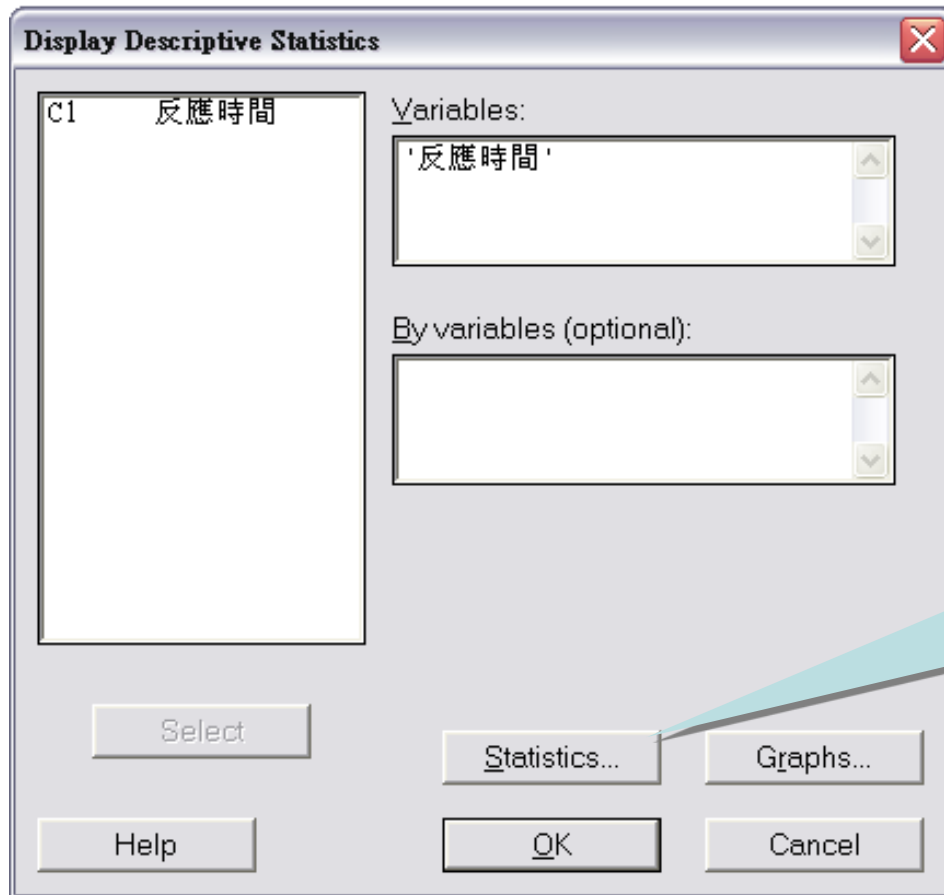 Display Descriptive Statistics
C1 反應時間
Variables:
'反應時間'
By variables (optional):
Select
Statistics...
Graphs...
Help
OK
Cancel